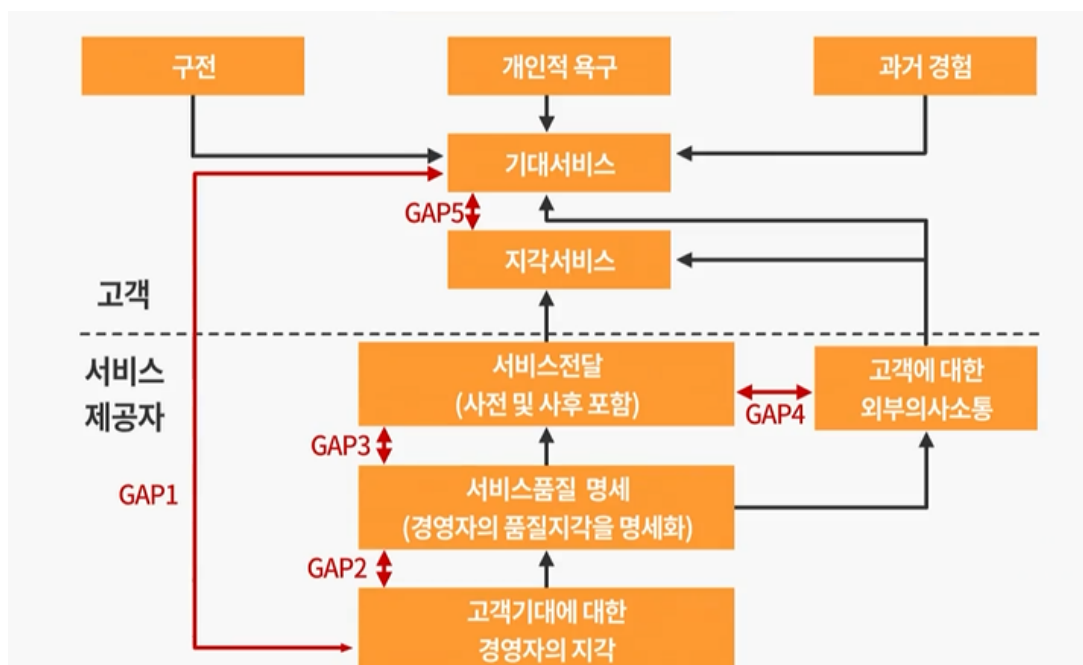 구전
개인적 욕구
과거 경험
기대서비스
GAP5
지각서비스
고객
서비스
제공자
서비스전달
(사전 및 사후 포함)
고객에 대한
외부의사소통
GAP4
GAP3
GAP1
서비스품질 명세
(경영자의 품질지각을 명세화)
GAP2
고객기대에 대한
경영자의 지각